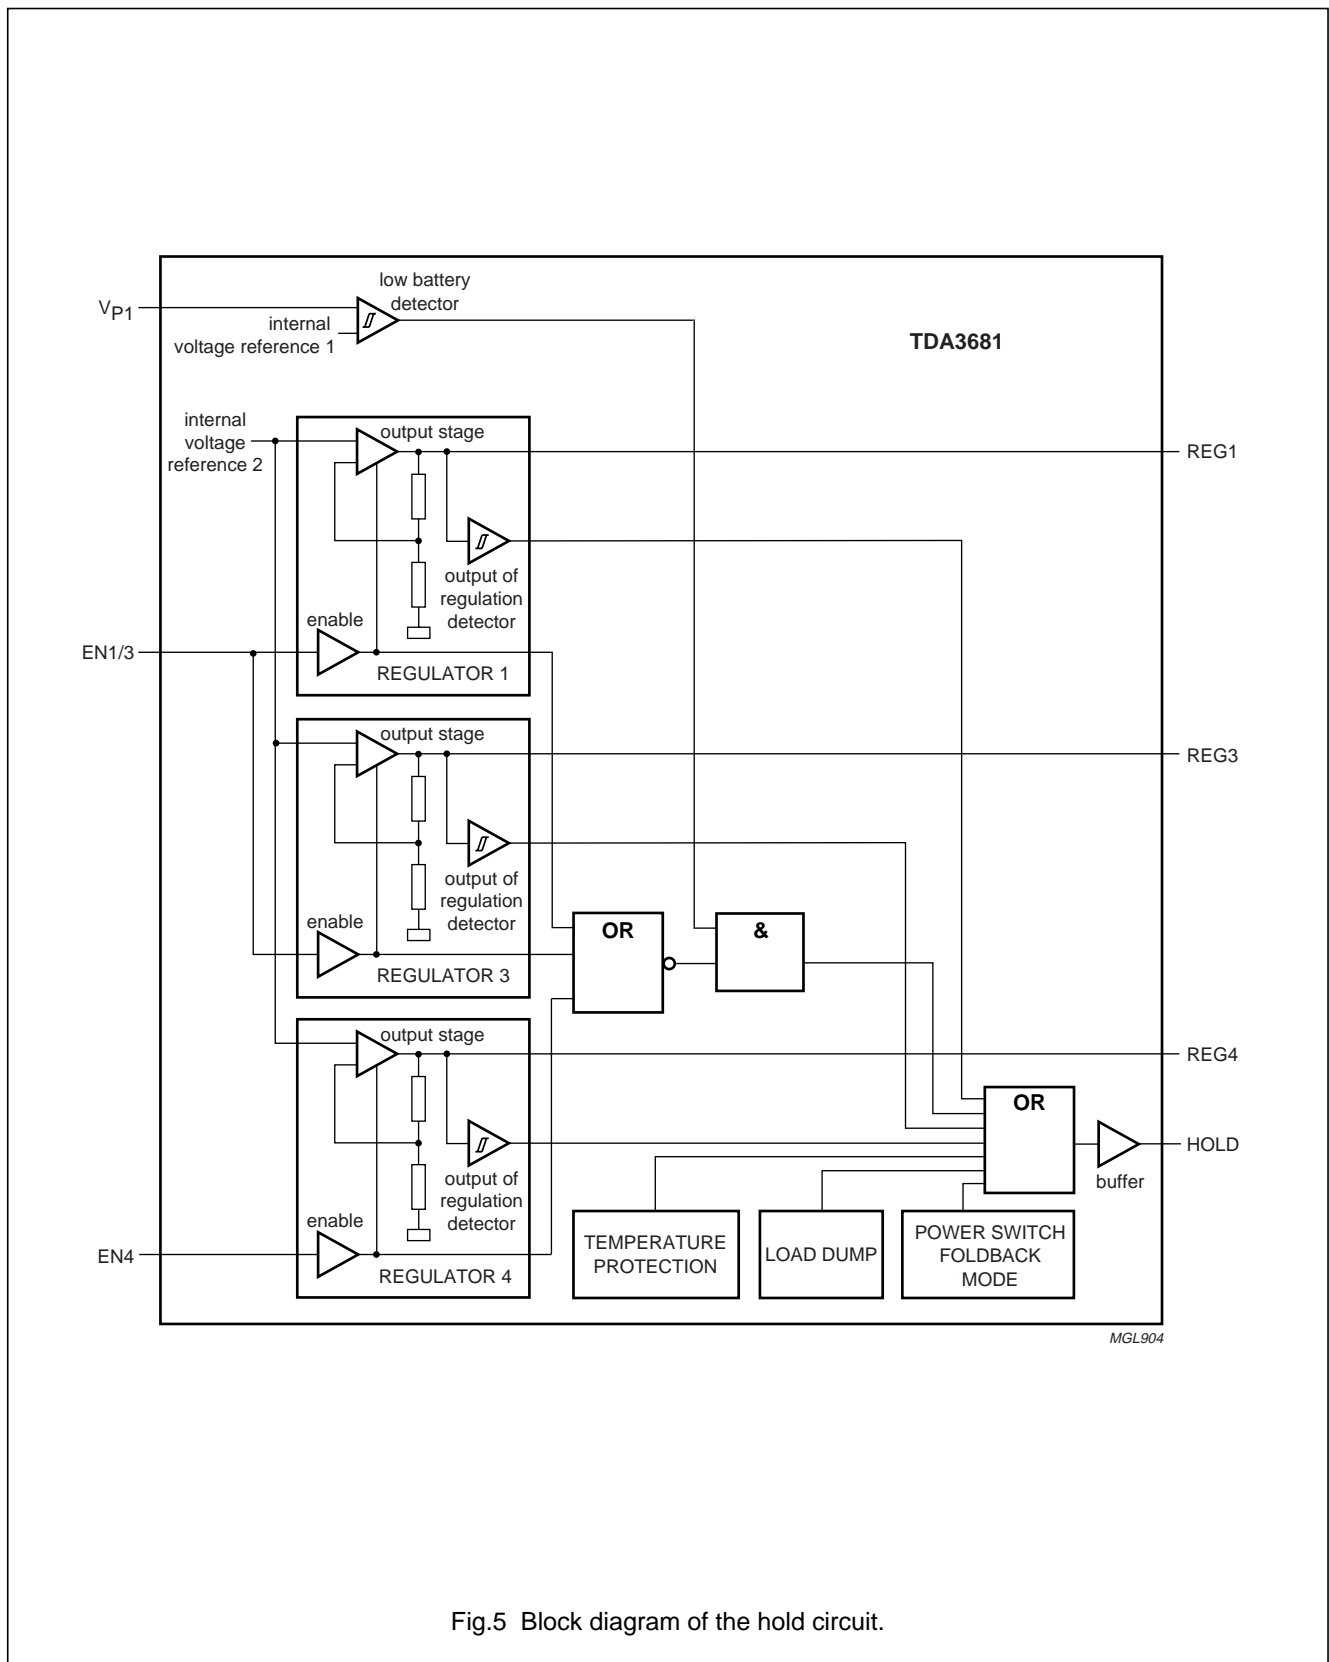 low battery
detector
VP1
internal
voltage reference 1
TDA3681
internal
voltage
reference 2
output stage
REG1
output of
regulation
detector
enable
EN1/3
REGULATOR 1
output stage
REG3
output of
regulation
detector
enable
OR
&
REGULATOR 3
output stage
REG4
OR
HOLD
buffer
output of
regulation
detector
enable
EN4
REGULATOR 4
TEMPERATURE
PROTECTION
LOAD DUMP
POWER SWITCH
FOLDBACK
MODE
MGL904
Fig.5 Block diagram of the hold circuit.